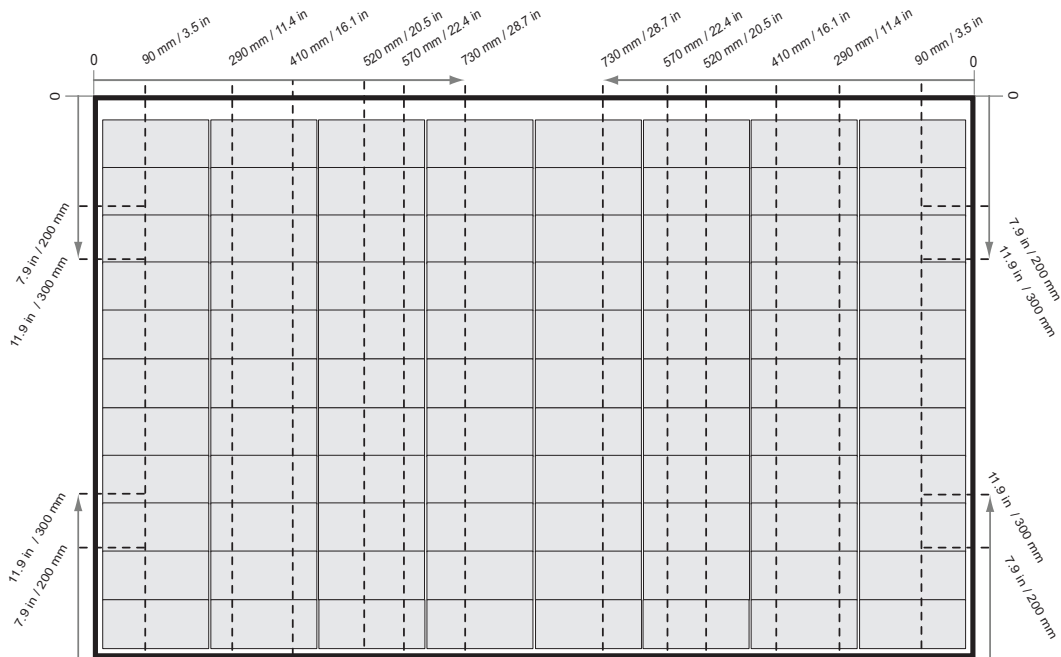 0
90 mm / 3.5 in
290 mm / 11.4 in
410 mm / 16.1 in
520 mm / 20.5 in
570 mm / 22.4 in
730 mm / 28.7 in
730 mm / 28.7 in
570 mm / 22.4 in
520 mm / 20.5 in
410 mm / 16.1 in
290 mm / 11.4 in
90 mm / 3.5 in
0
0
0
7.9 in / 200 mm
11.9 in / 300 mm
7.9 in / 200 mm
11.9 in / 300 mm
11.9 in / 300 mm
7.9 in / 200 mm
11.9 in / 300 mm
7.9 in / 200 mm